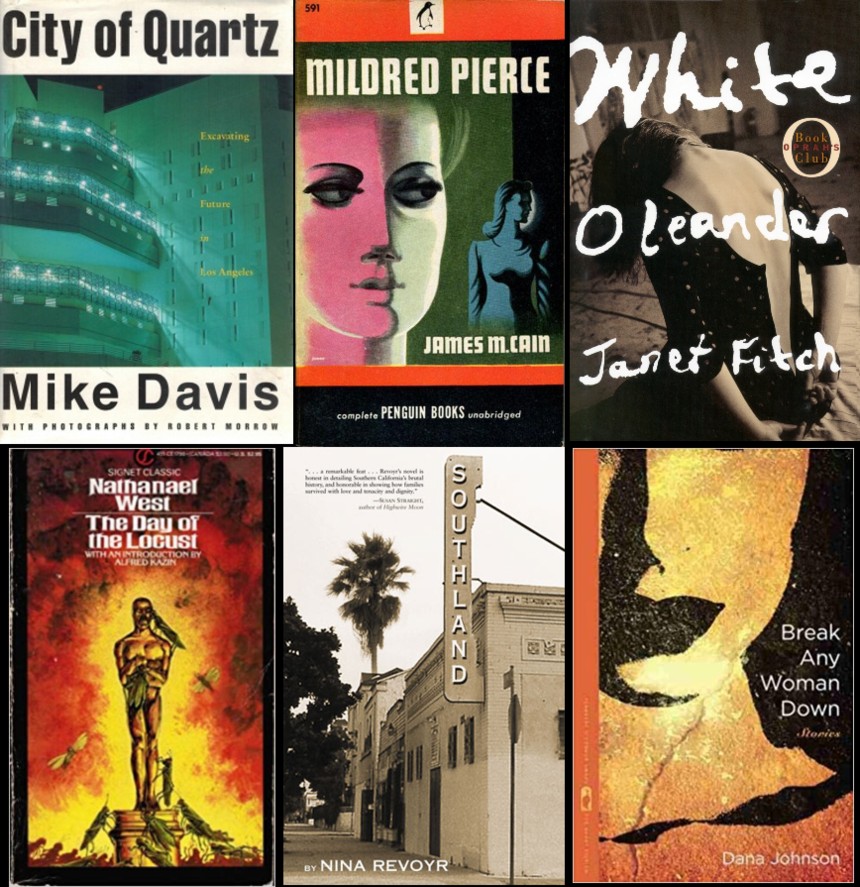 City of Quartz
Excavating
the
Future
in
Los Angeles
Mike Davis
WITH PHOTOGRAPHS BY ROBERT MORROW
591
MILDRED PIERCE
JAMES M. CAIN
complete PENGUIN BOOKS unabridged
White
Oleander
Janet Fitch
Book
OPRAH'S
Club
SIGNET CLASSIC
Nathanael
West
The Day of
the Locust
WITH AN INTRODUCTION BY
ALFRED KAZIN
". . . a remarkable feat . . . Revoyr's novel is
honest in detailing Southern California's brutal
history, and honorable in showing how families
survived with love and tenacity and dignity."
—SUSAN STRAIGHT,
author of Highwire Moon
SOUTHLAND
BY NINA REVOYR
Break
Any
Woman
Down
Stories
Dana Johnson